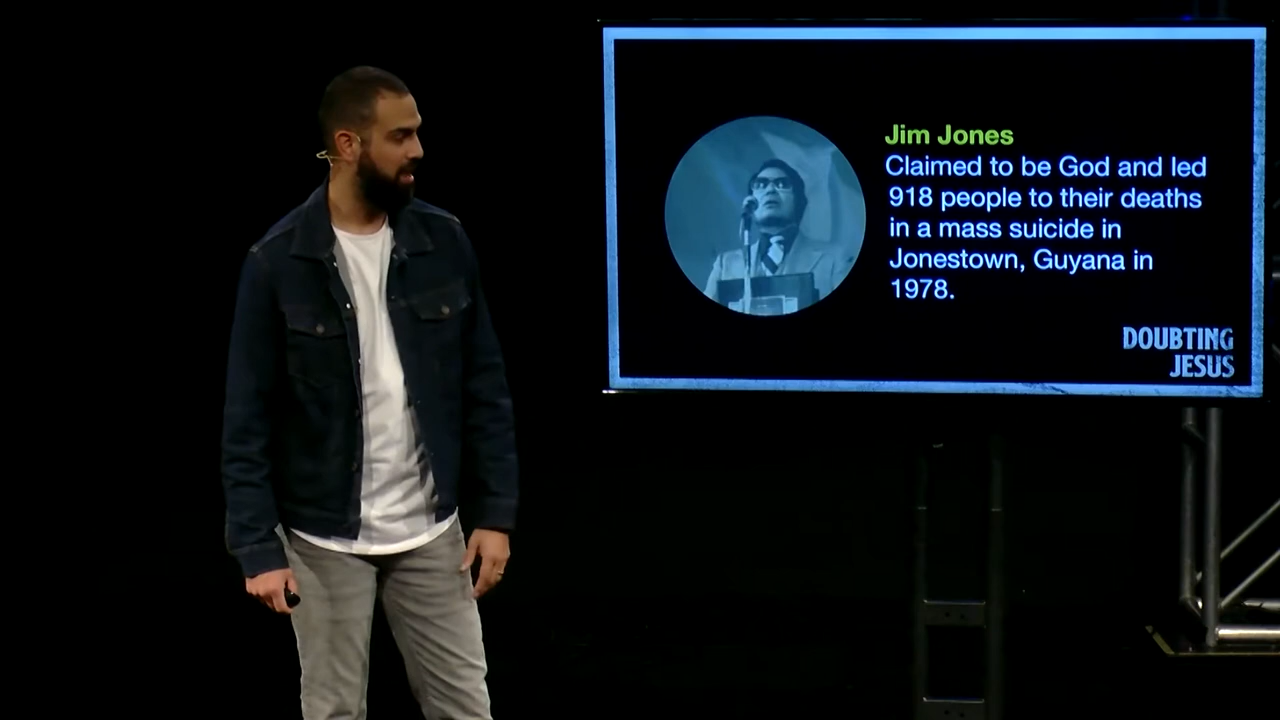 Jim Jones
Claimed to be God and led
918 people to their deaths
in a mass suicide in
Jonestown, Guyana in
1978.
DOUBTING
JESUS